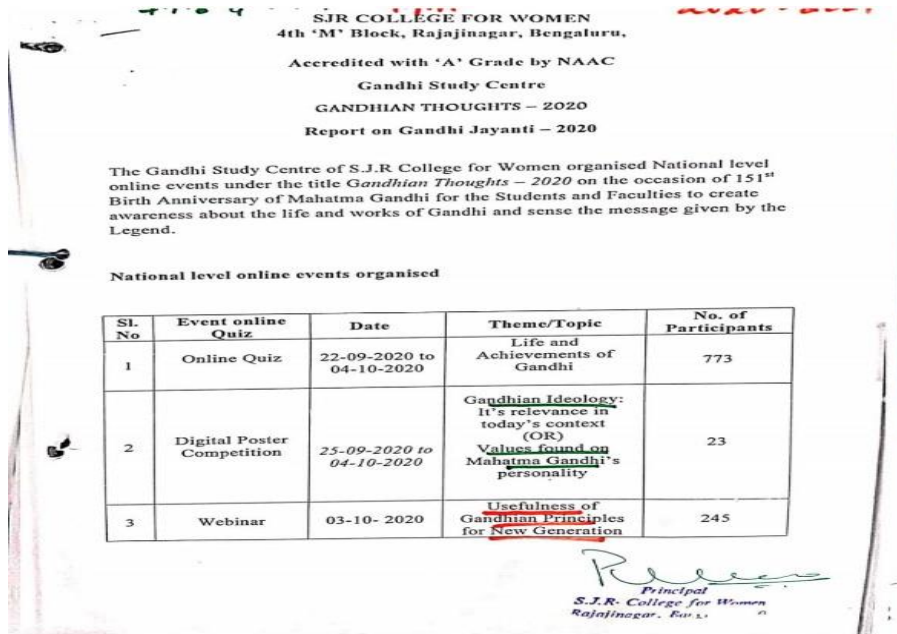 SJR COLLEGE FOR WOMEN
4th 'M' Block, Rajajinagar, Bengaluru,
Accredited with 'A' Grade by NAAC
Gandhi Study Centre
GANDHIAN THOUGHTS – 2020
Report on Gandhi Jayanti – 2020
The Gandhi Study Centre of S.J.R College for Women organised National level
online events under the title Gandhian Thoughts – 2020 on the occasion of 151st
Birth Anniversary of Mahatma Gandhi for the Students and Faculties to create
awareness about the life and works of Gandhi and sense the message given by the
Legend.
National level online events organised
Sl. No | Event online Quiz | Date | Theme/Topic | No. of Participants
1 | Online Quiz | 22-09-2020 to 04-10-2020 | Life and Achievements of Gandhi | 773
2 | Digital Poster Competition | 25-09-2020 to 04-10-2020 | Gandhian Ideology: It's relevance in today's context (OR) Values found on Mahatma Gandhi's personality | 23
3 | Webinar | 03-10- 2020 | Usefulness of Gandhian Principles for New Generation | 245
Principal
S.J.R. College for Women
Rajajinagar,